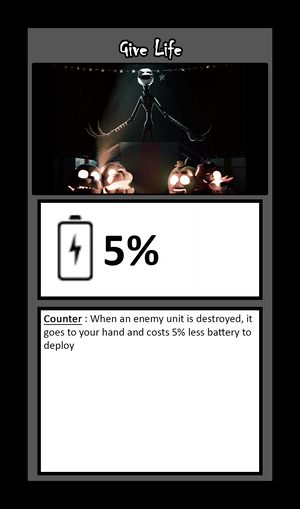 Give Life
5%
Counter : When an enemy unit is destroyed, it
goes to your hand and costs 5% less battery to
deploy